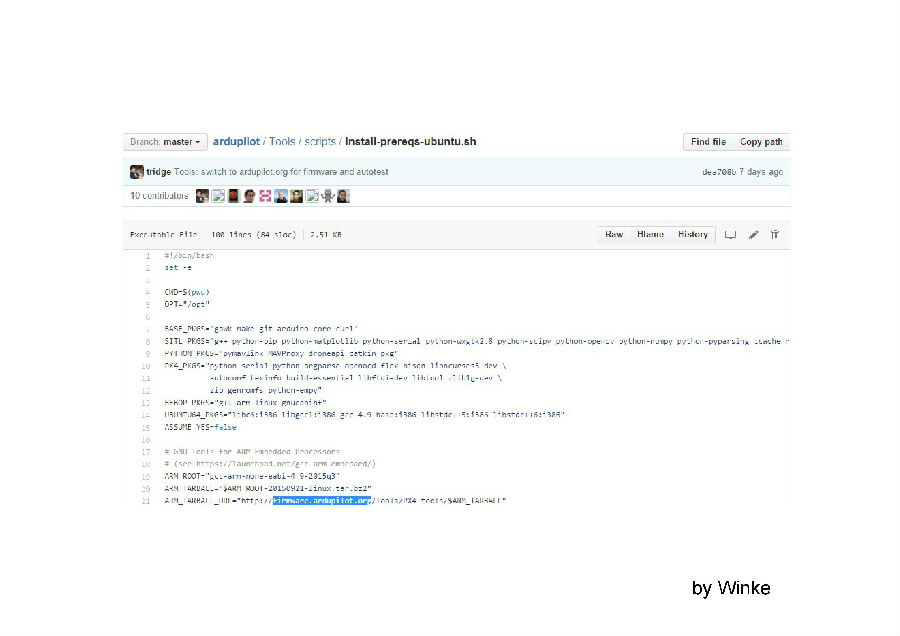 Branch: master ardupilot / Tools / scripts / install-prereqs-ubuntu.sh Find file Copy path
tridge Tools: switch to ardupilot.org for firmware and autotest dea708b 7 days ago
10 contributors
Executable File 100 lines (84 sloc) 2.51 KB Raw Blame History
1 #!/bin/bash
2 set -e
3
4 CWD=$(pwd)
5 OPT="/opt"
6
7 BASE_PKGS="gawk make git arduino-core curl"
8 SITL_PKGS="g++ python-pip python-matplotlib python-serial python-wxgtk2.8 python-scipy python-opencv python-numpy python-pyparsing ccache r
9 PYTHON_PKGS="pymavlink MAVProxy droneapi catkin_pkg"
10 PX4_PKGS="python-serial python-argparse openocd flex bison libncurses5-dev \
11 autoconf texinfo build-essential libftdi-dev libtool zlib1g-dev \
12 zip genromfs python-empy"
13 BEBOP_PKGS="g++-arm-linux-gnueabihf"
14 UBUNTU64_PKGS="libc6:i386 libgcc1:i386 gcc-4.9-base:i386 libstdc++5:i386 libstdc++6:i386"
15 ASSUME_YES=false
16
17 # GNU Tools for ARM Embedded Processors
18 # (see https://launchpad.net/gcc-arm-embedded/)
19 ARM_ROOT="gcc-arm-none-eabi-4_9-2015q3"
20 ARM_TARBALL="$ARM_ROOT-20150921-linux.tar.bz2"
21 ARM_TARBALL_URL="http://firmware.ardupilot.org/Tools/PX4-tools/$ARM_TARBALL"
by Winke